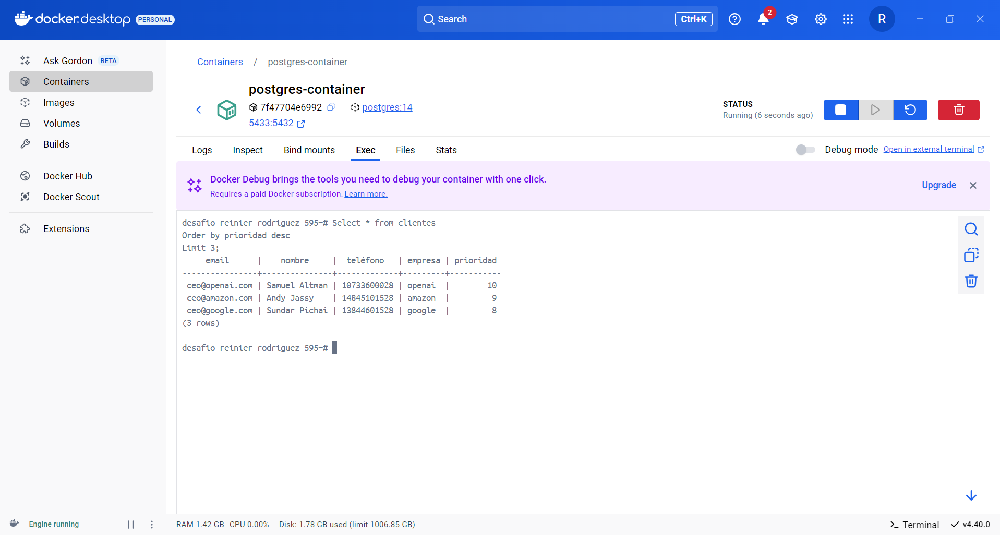 docker.desktop PERSONAL
Search
Ctrl+K
2
R
Ask Gordon BETA
Containers
Images
Volumes
Builds
Docker Hub
Docker Scout
Extensions
Containers / postgres-container
postgres-container
7f47704e6992 postgres:14
5433:5432
STATUS
Running (6 seconds ago)
Logs Inspect Bind mounts Exec Files Stats
Debug mode Open in external terminal
Docker Debug brings the tools you need to debug your container with one click.
Requires a paid Docker subscription. Learn more.
Upgrade
desafio_reinier_rodriguez_595=# Select * from clientes
Order by prioridad desc
Limit 3;
     email      |    nombre     |  teléfono   | empresa | prioridad
----------------+---------------+-------------+---------+-----------
 ceo@openai.com | Samuel Altman | 10733600028 | openai  |        10
 ceo@amazon.com | Andy Jassy    | 14845101528 | amazon  |         9
 ceo@google.com | Sundar Pichai | 13844601528 | google  |         8
(3 rows)
desafio_reinier_rodriguez_595=#
Engine running
RAM 1.42 GB CPU 0.00% Disk: 1.78 GB used (limit 1006.85 GB)
Terminal
v4.40.0